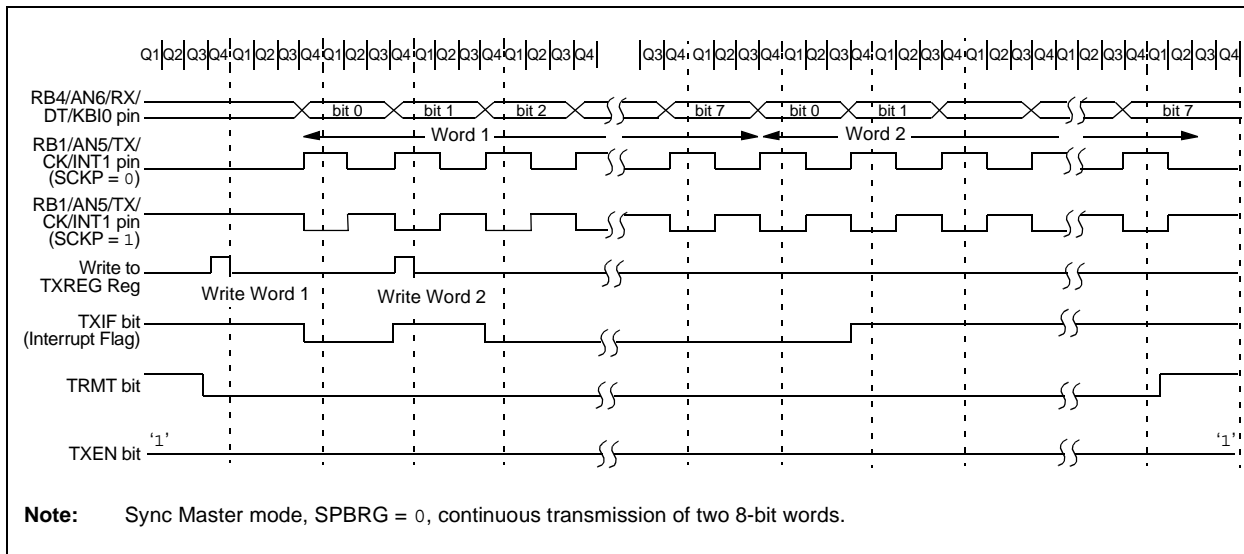 Q1 Q2 Q3 Q4 Q1 Q2 Q3 Q4 Q1 Q2 Q3 Q4 Q1 Q2 Q3 Q4 Q1 Q2 Q3 Q4 Q3 Q4 Q1 Q2 Q3 Q4 Q1 Q2 Q3 Q4 Q1 Q2 Q3 Q4 Q1 Q2 Q3 Q4 Q1 Q2 Q3 Q4 Q1 Q2 Q3 Q4
RB4/AN6/RX/
DT/KBI0 pin
bit 0 bit 1 bit 2 bit 7 bit 0 bit 1 bit 7
Word 1 Word 2
RB1/AN5/TX/
CK/INT1 pin
(SCKP = 0)
RB1/AN5/TX/
CK/INT1 pin
(SCKP = 1)
Write to
TXREG Reg
Write Word 1 Write Word 2
TXIF bit
(Interrupt Flag)
TRMT bit
‘1’ ‘1’
TXEN bit
Note: Sync Master mode, SPBRG = 0, continuous transmission of two 8-bit words.